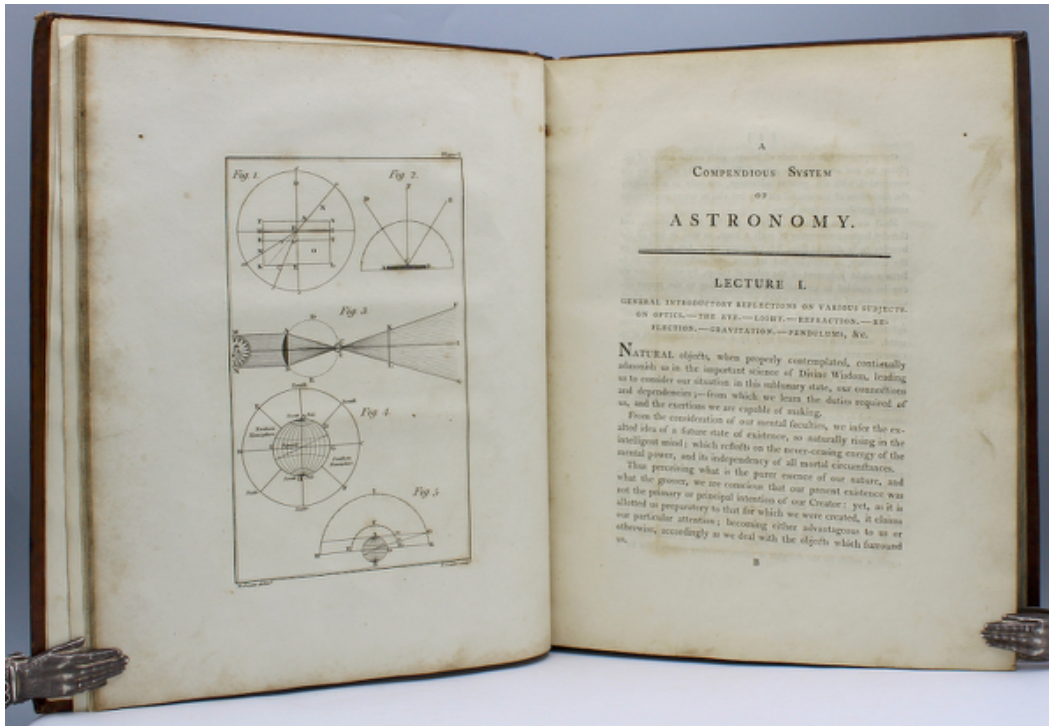 Plate 1
Fig. 1.
Fig. 2.
Fig. 3
Fig. 4
Fig. 5
Northern Hemisphere
Southern Hemisphere
A
COMPENDIOUS SYSTEM
OF
ASTRONOMY.
LECTURE I.
GENERAL INTRODUCTORY REFLECTIONS ON VARIOUS SUBJECTS.
ON OPTICS.—THE EYE.—LIGHT.—REFRACTION.—RE-
FLECTION.—GRAVITATION.—PENDULUMS, &c.
NATURAL objects, when properly contemplated, continually
admonish us in the important science of Divine Wisdom, leading
us to consider our situation in this sublunary state, our connections
and dependencies;—from which we learn the duties required of
us, and the exertions we are capable of making.
From the consideration of our mental faculties, we infer the ex-
alted idea of a future state of existence, so naturally rising in the
intelligent mind; which reflects on the never-ceasing energy of the
mental power, and its independency of all mortal circumstances.
Thus perceiving what is the purer essence of our nature, and
what the grosser, we are conscious that our present existence was
not the primary or principal intention of our Creator: yet, as it is
allotted us preparatory to that for which we were created, it claims
our particular attention; becoming either advantageous to us or
otherwise, accordingly as we deal with the objects which surround
us.
B